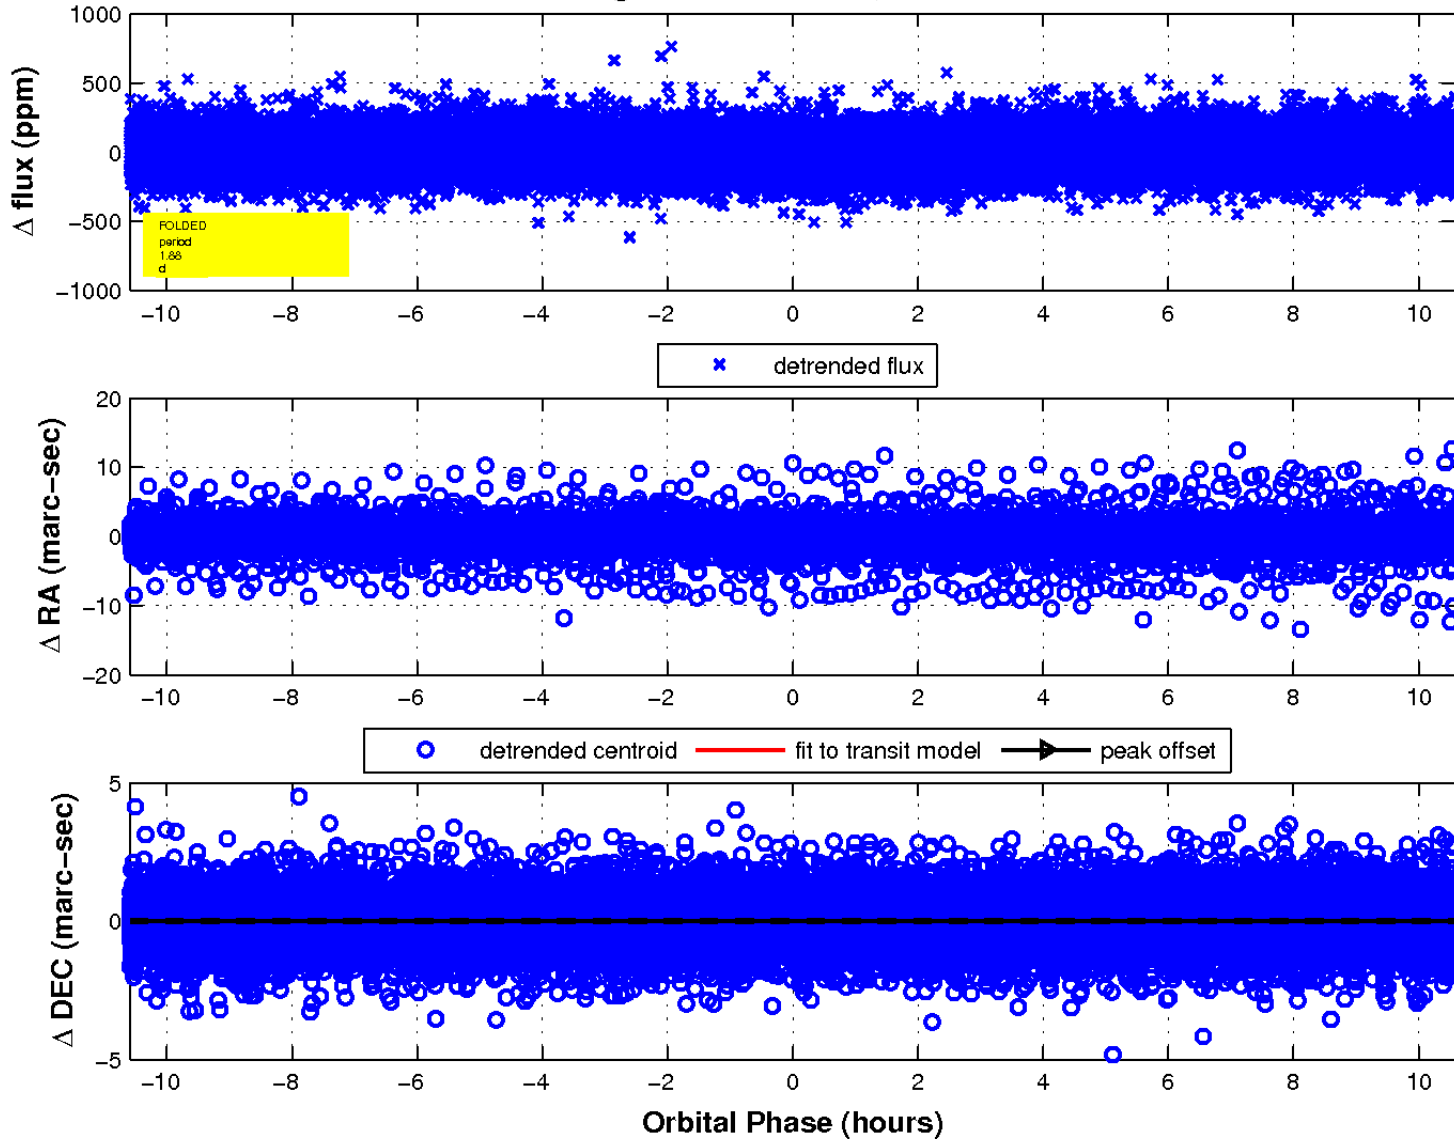 1000
500
0
−500
−1000
Δ flux (ppm)
FOLDED
period
1.88
d
−10 −8 −6 −4 −2 0 2 4 6 8 10
detrended flux
20
10
0
−10
−20
Δ RA (marc−sec)
−10 −8 −6 −4 −2 0 2 4 6 8 10
detrended centroid fit to transit model peak offset
5
0
−5
Δ DEC (marc−sec)
−10 −8 −6 −4 −2 0 2 4 6 8 10
Orbital Phase (hours)